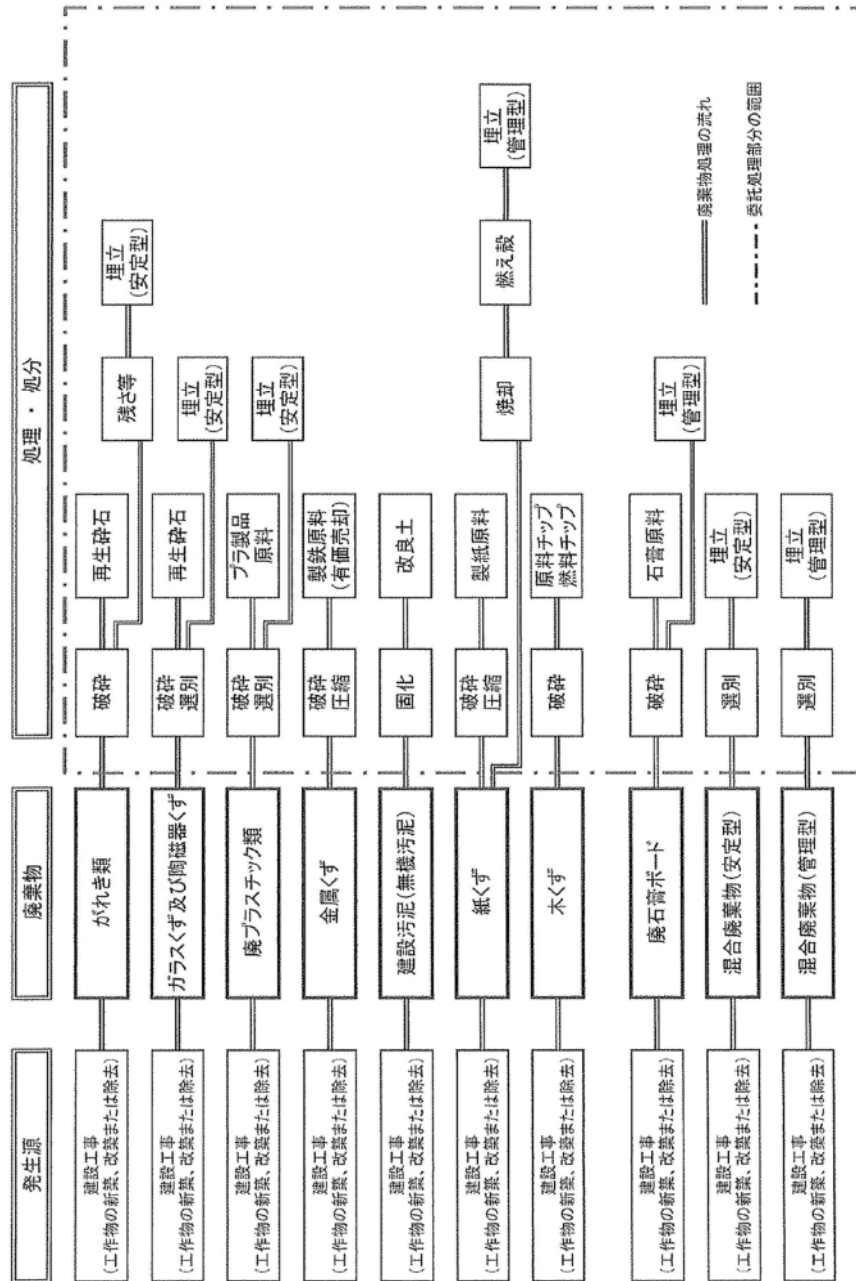 発生源
廃棄物
処理・処分
建設工事
(工作物の新築、改築または除去)
がれき類
破砕
再生砕石
残さ等
埋立
(安定型)
建設工事
(工作物の新築、改築または除去)
ガラスくず及び陶磁器くず
破砕
選別
再生砕石
埋立
(安定型)
建設工事
(工作物の新築、改築または除去)
廃プラスチック類
破砕
選別
プラ製品
原料
埋立
(安定型)
建設工事
(工作物の新築、改築または除去)
金属くず
破砕
圧縮
製鉄原料
(有価売却)
建設工事
(工作物の新築、改築または除去)
建設汚泥(無機汚泥)
固化
改良土
建設工事
(工作物の新築、改築または除去)
紙くず
破砕
圧縮
製紙原料
焼却
燃え殻
埋立
(管理型)
建設工事
(工作物の新築、改築または除去)
木くず
破砕
原料チップ
燃料チップ
建設工事
(工作物の新築、改築または除去)
廃石膏ボード
破砕
石膏原料
埋立
(管理型)
建設工事
(工作物の新築、改築または除去)
混合廃棄物(安定型)
選別
埋立
(安定型)
建設工事
(工作物の新築、改築または除去)
混合廃棄物(管理型)
選別
埋立
(管理型)
廃棄物処理の流れ
委託処理部分の範囲